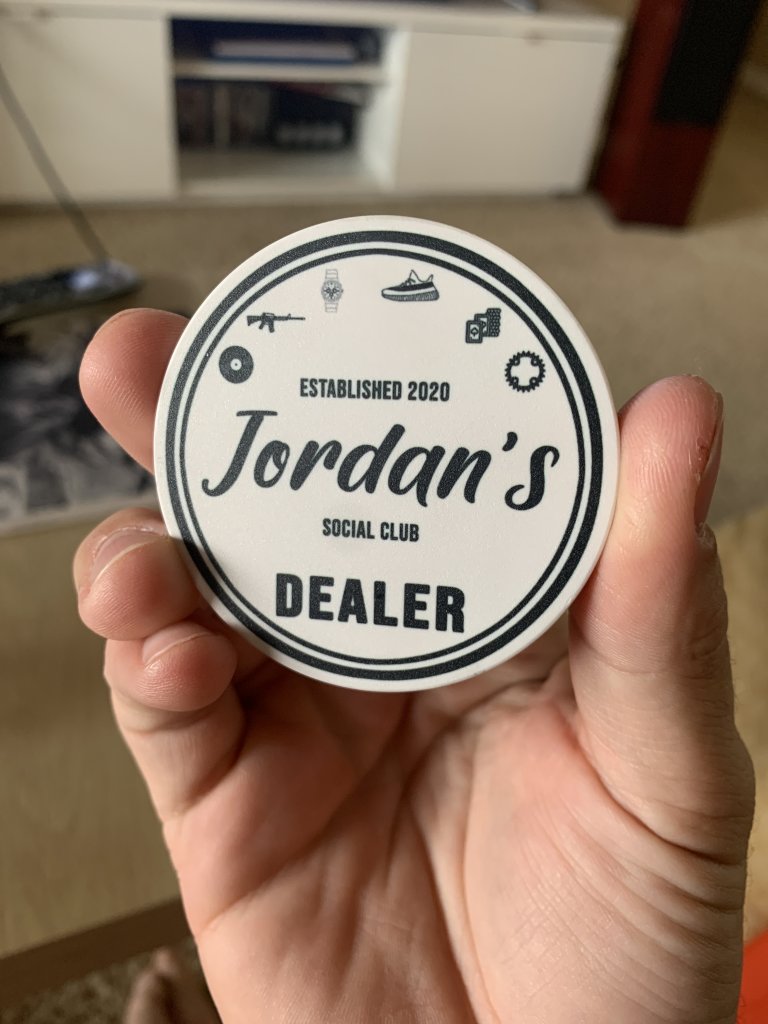 ESTABLISHED 2020
Jordan's
SOCIAL CLUB
DEALER